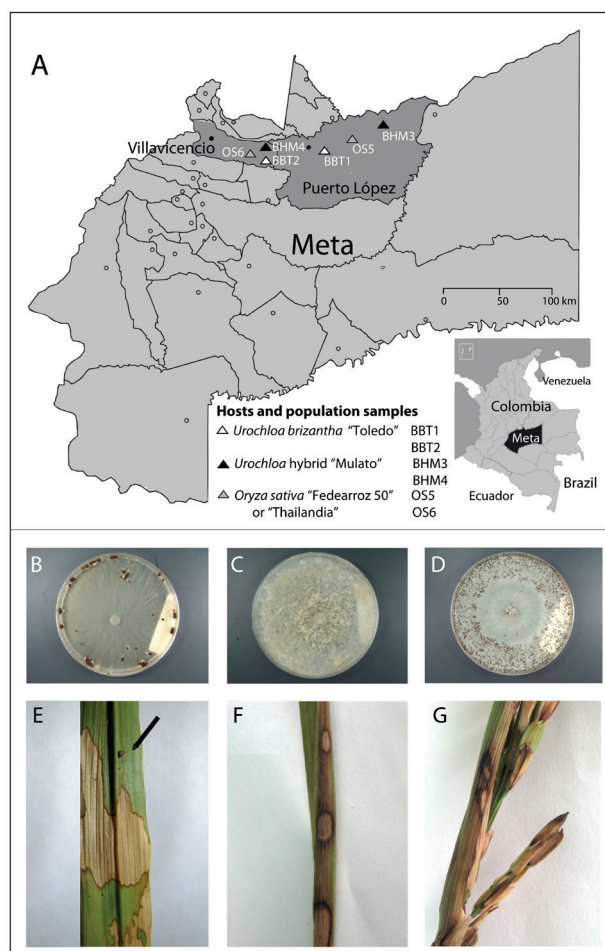 A
Villavicencio
OS6
BHM4
BBT2
BBT1
OS5
BHM3
Puerto López
Meta
0 50 100 km
Venezuela
Colombia
Meta
Brazil
Ecuador
Hosts and population samples
Urochloa brizantha “Toledo” BBT1
BBT2
Urochloa hybrid “Mulato” BHM3
BHM4
Oryza sativa “Fedearroz 50” OS5
or “Thailandia” OS6
B
C
D
E
F
G